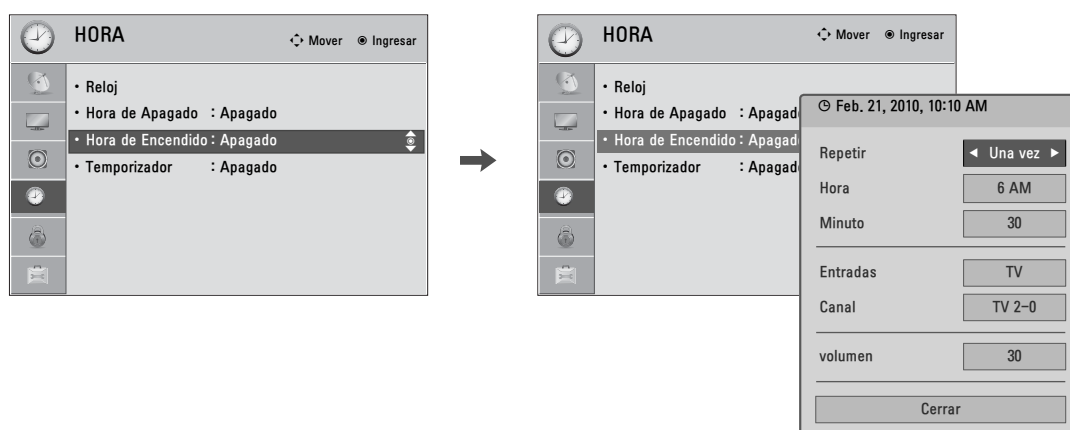 HORA
Mover Ingresar
• Reloj
• Hora de Apagado : Apagado
• Hora de Encendido : Apagado
• Temporizador : Apagado
HORA
Mover Ingresar
• Reloj
• Hora de Apagado : Apagad
• Hora de Encendido : Apagad
• Temporizador : Apagad
Feb. 21, 2010, 10:10 AM
Repetir ◄ Una vez ►
Hora 6 AM
Minuto 30
Entradas TV
Canal TV 2-0
volumen 30
Cerrar